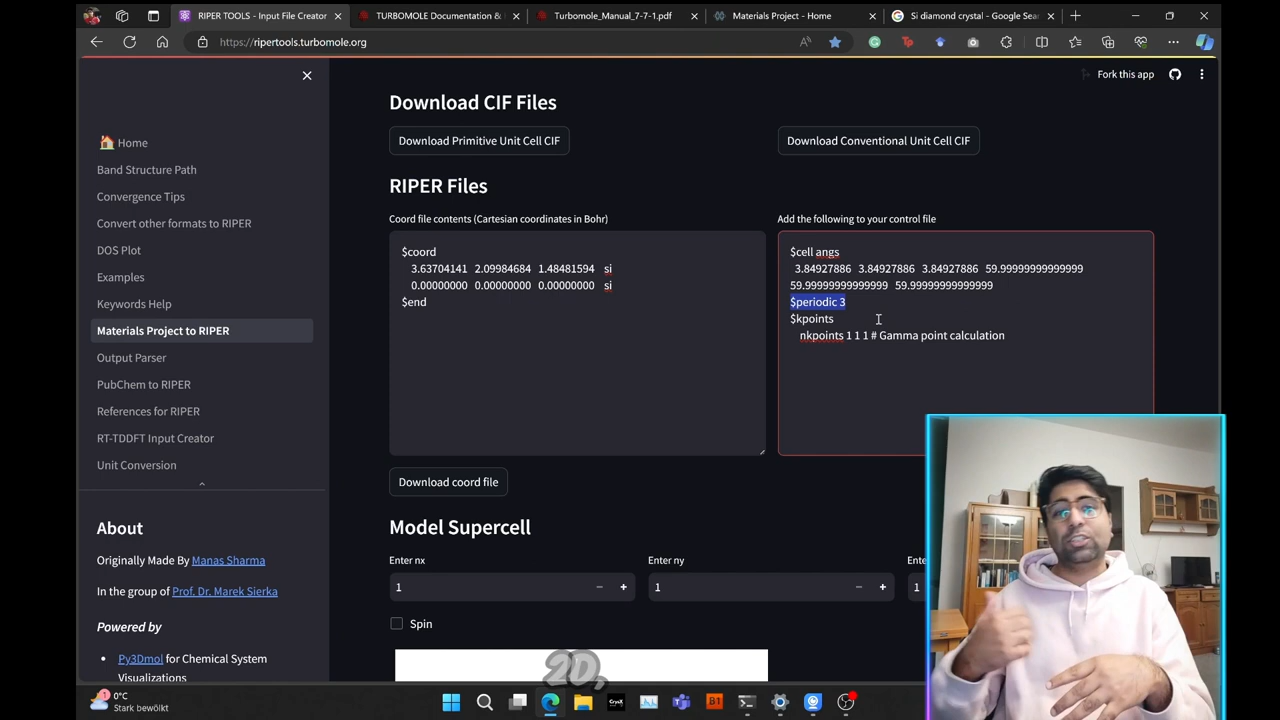 RIPER TOOLS - Input File Creator
TURBOMOLE Documentation &
Turbomole_Manual_7-7-1.pdf
Materials Project - Home
Si diamond crystal - Google Sea
https://ripertools.turbomole.org
Fork this app
Home
Band Structure Path
Convergence Tips
Convert other formats to RIPER
DOS Plot
Examples
Keywords Help
Materials Project to RIPER
Output Parser
PubChem to RIPER
References for RIPER
RT-TDDFT Input Creator
Unit Conversion
About
Originally Made By Manas Sharma
In the group of Prof. Dr. Marek Sierka
Powered by
Py3Dmol for Chemical System
Visualizations
Download CIF Files
Download Primitive Unit Cell CIF
Download Conventional Unit Cell CIF
RIPER Files
Coord file contents (Cartesian coordinates in Bohr)
$coord
3.63704141 2.09984684 1.48481594 si
0.00000000 0.00000000 0.00000000 si
$end
Add the following to your control file
$cell angs
3.84927886 3.84927886 3.84927886 59.99999999999999
59.99999999999999 59.99999999999999
$periodic 3
$kpoints
nkpoints 1 1 1 # Gamma point calculation
Download coord file
Model Supercell
Enter nx
1
Enter ny
1
Ente
1
Spin
2D,
0°C
Stark bewölkt
CrysX
B1